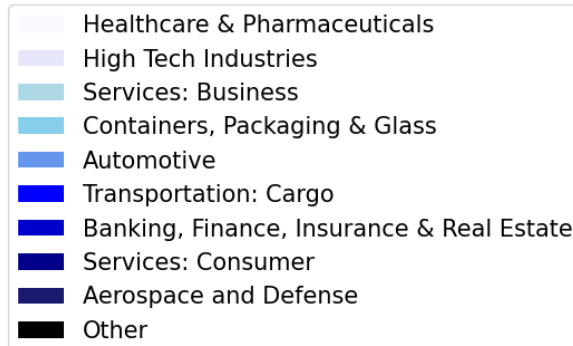 Healthcare & Pharmaceuticals
High Tech Industries
Services: Business
Containers, Packaging & Glass
Automotive
Transportation: Cargo
Banking, Finance, Insurance & Real Estate
Services: Consumer
Aerospace and Defense
Other